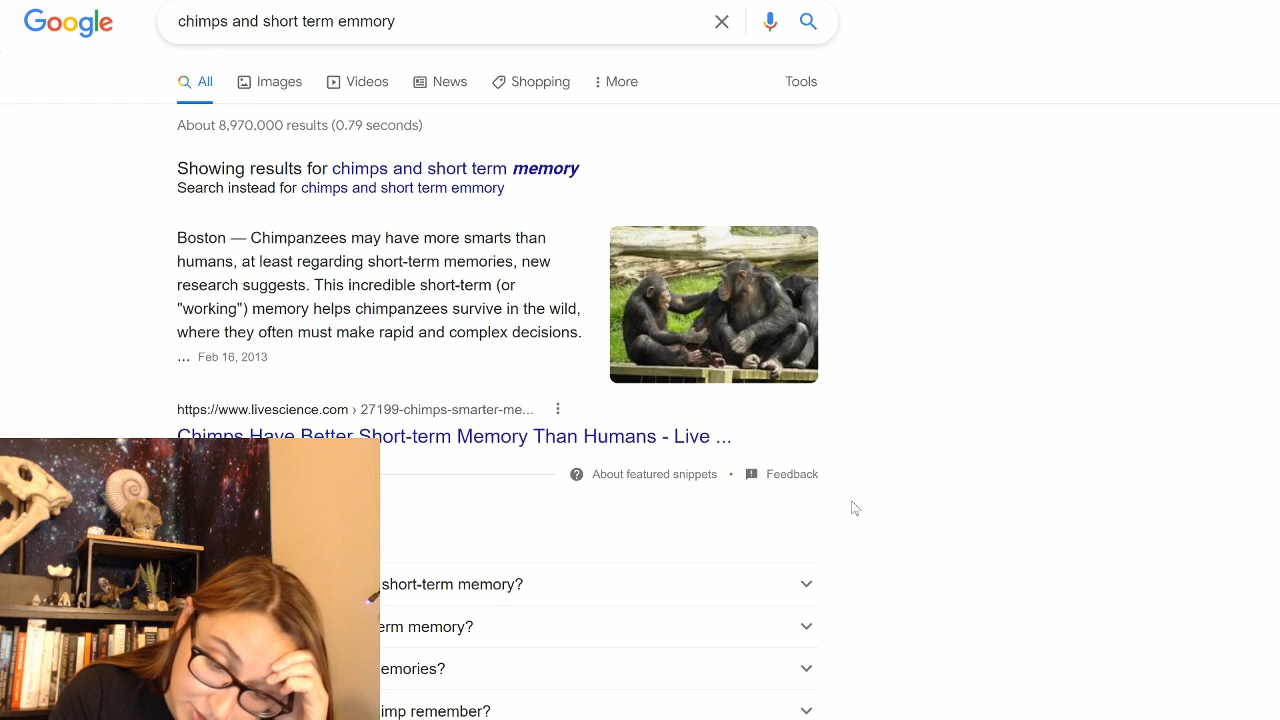 Google
chimps and short term emmory
All
Images
Videos
News
Shopping
More
Tools
About 8,970,000 results (0.79 seconds)
Showing results for chimps and short term memory
Search instead for chimps and short term emmory
Boston — Chimpanzees may have more smarts than
humans, at least regarding short-term memories, new
research suggests. This incredible short-term (or
"working") memory helps chimpanzees survive in the wild,
where they often must make rapid and complex decisions.
... Feb 16, 2013
https://www.livescience.com › 27199-chimps-smarter-me...
Chimps Have Better Short-term Memory Than Humans - Live ...
About featured snippets • Feedback
short-term memory?
erm memory?
emories?
imp remember?